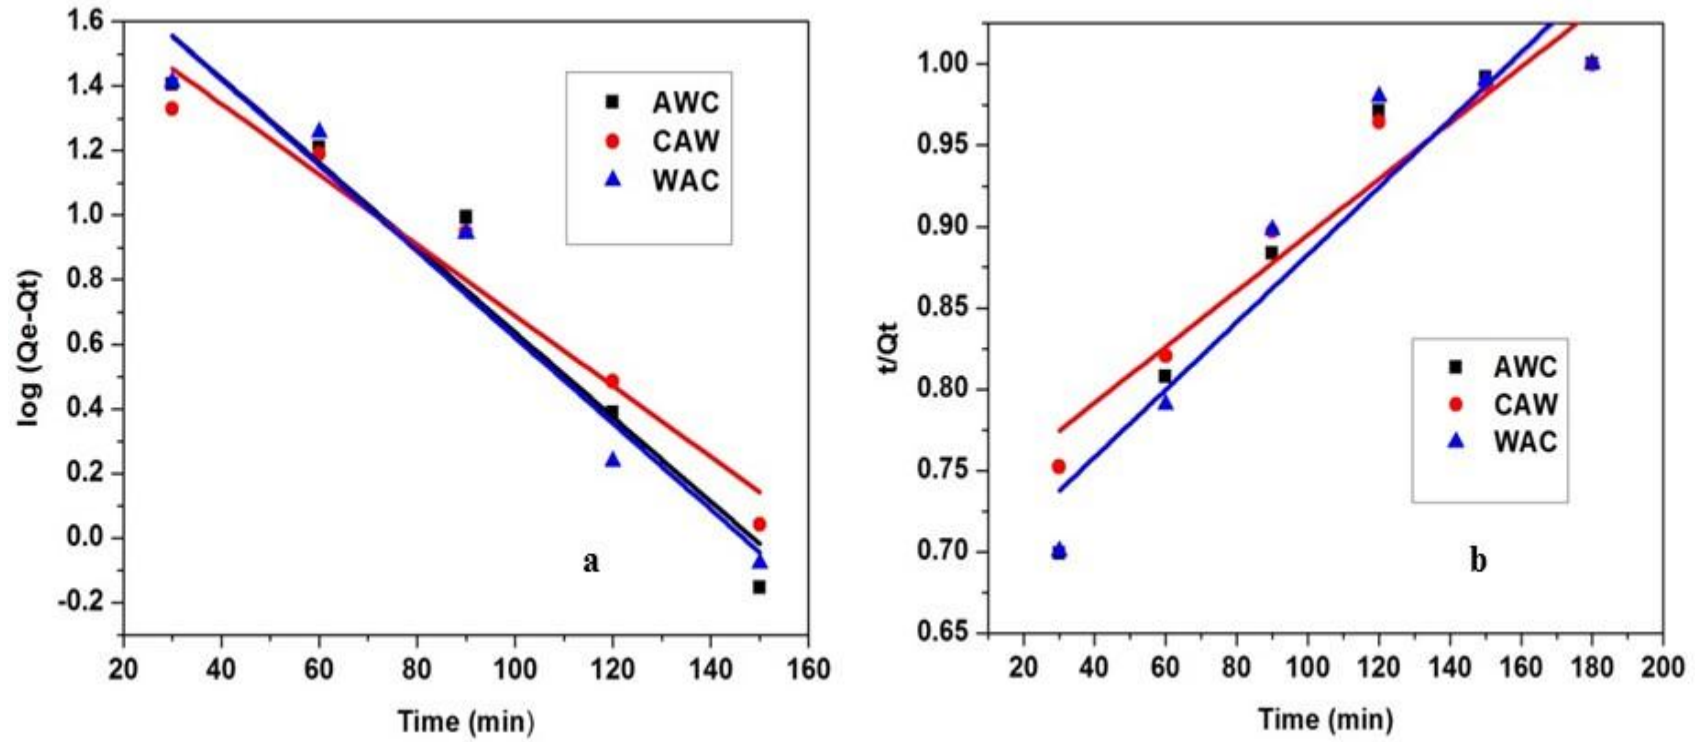 1.6
1.4
1.2
1.0
0.8
0.6
0.4
0.2
0.0
-0.2
log (Qe-Qt)
AWC
CAW
WAC
a
20 40 60 80 100 120 140 160
Time (min)
1.00
0.95
0.90
0.85
0.80
0.75
0.70
0.65
t/Qt
AWC
CAW
WAC
b
20 40 60 80 100 120 140 160 180 200
Time (min)